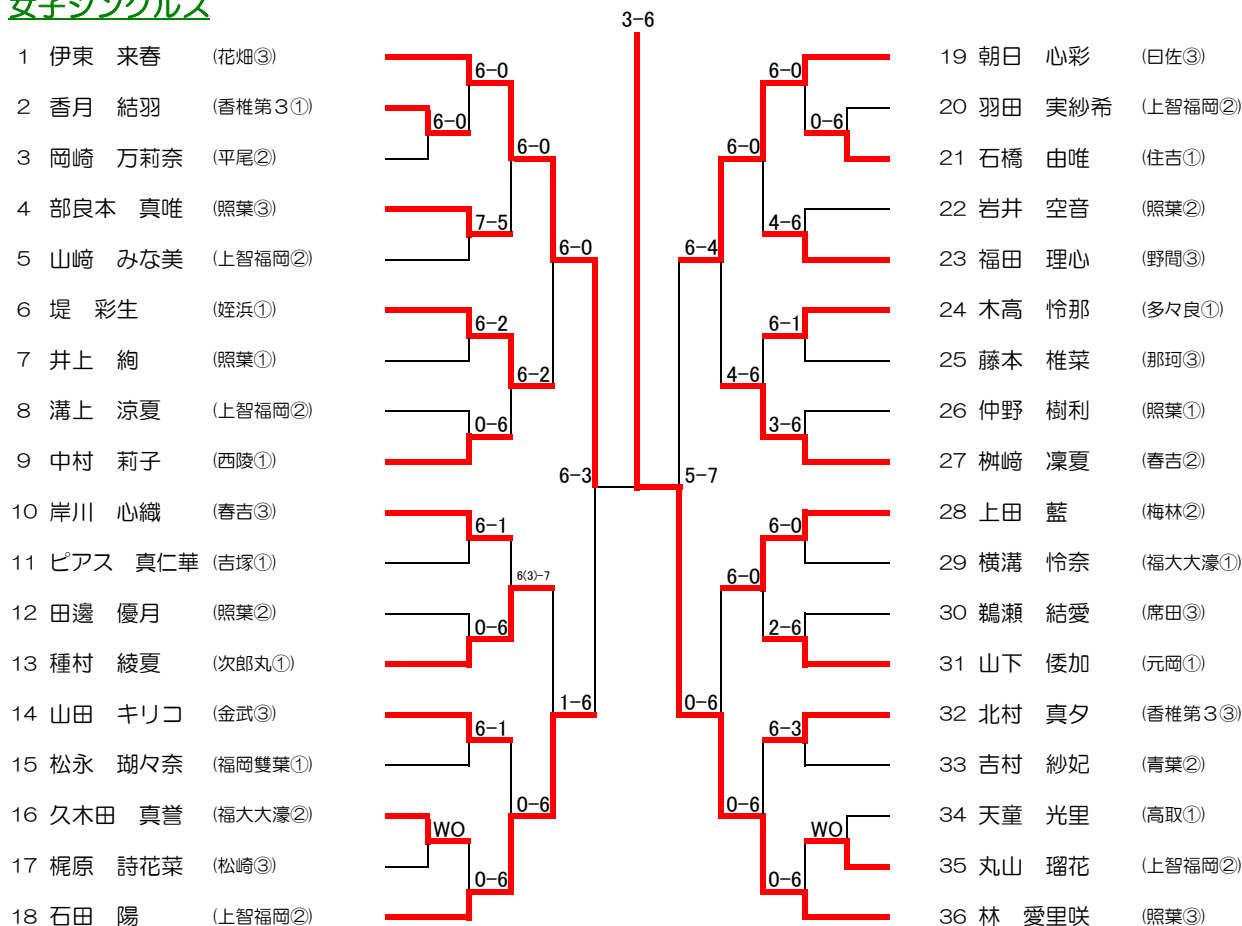 女子シングルス
3-6
1 伊東 来春 (花畑③)
2 香月 結羽 (香椎第3①)
3 岡崎 万莉奈 (平尾②)
4 部良本 真唯 (照葉③)
5 山﨑 みな美 (上智福岡②)
6 堤 彩生 (姪浜①)
7 井上 絢 (照葉①)
8 溝上 涼夏 (上智福岡②)
9 中村 莉子 (西陵①)
10 岸川 心織 (春吉③)
11 ピアス 真仁華 (吉塚①)
12 田邊 優月 (照葉②)
13 種村 綾夏 (次郎丸①)
14 山田 キリコ (金武③)
15 松永 瑚々奈 (福岡雙葉①)
16 久木田 真誉 (福大大濠②)
17 梶原 詩花菜 (松崎③)
18 石田 陽 (上智福岡②)
6-0
6-0
6-0
7-5
6-0
6-2
6-2
0-6
6-3
6-1
6(3)-7
0-6
1-6
6-1
0-6
WO
0-6
6-0
0-6
6-0
4-6
6-4
6-1
4-6
3-6
5-7
6-0
6-0
2-6
0-6
6-3
0-6
WO
0-6
19 朝日 心彩 (曰佐③)
20 羽田 実紗希 (上智福岡②)
21 石橋 由唯 (住吉①)
22 岩井 空音 (照葉②)
23 福田 理心 (野間③)
24 木高 怜那 (多々良①)
25 藤本 椎菜 (那珂③)
26 仲野 樹利 (照葉①)
27 桝﨑 凜夏 (春吉②)
28 上田 藍 (梅林②)
29 横溝 怜奈 (福大大濠①)
30 鵜瀬 結愛 (席田③)
31 山下 倭加 (元岡①)
32 北村 真夕 (香椎第3③)
33 吉村 紗妃 (青葉②)
34 天童 光里 (高取①)
35 丸山 瑠花 (上智福岡②)
36 林 愛里咲 (照葉③)